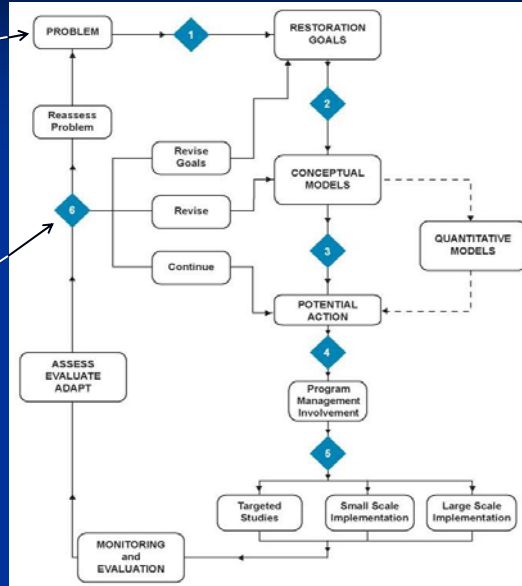 PROBLEM
1
RESTORATION
GOALS
2
Reassess
Problem
Revise
Goals
6
Revise
CONCEPTUAL
MODELS
3
QUANTITATIVE
MODELS
Continue
POTENTIAL
ACTION
4
ASSESS
EVALUATE
ADAPT
Program
Management
Involvement
5
Targeted
Studies
Small Scale
Implementation
Large Scale
Implementation
MONITORING
and
EVALUATION